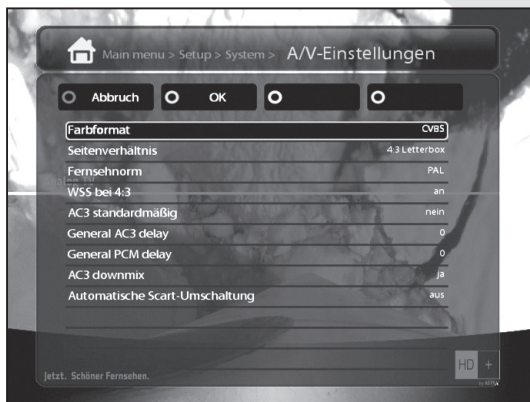 Main menu > Setup > System > A/V-Einstellungen
Abbruch OK
Farbformat CVBS
Seitenverhältnis 4:3 Letterbox
Fernsehnorm PAL
WSS bei 4:3 an
AC3 standardmäßig nein
General AC3 delay 0
General PCM delay 0
AC3 downmix ja
Automatische Scart-Umschaltung aus
Jetzt. Schöner Fernsehen.
HD +
by ASTRA